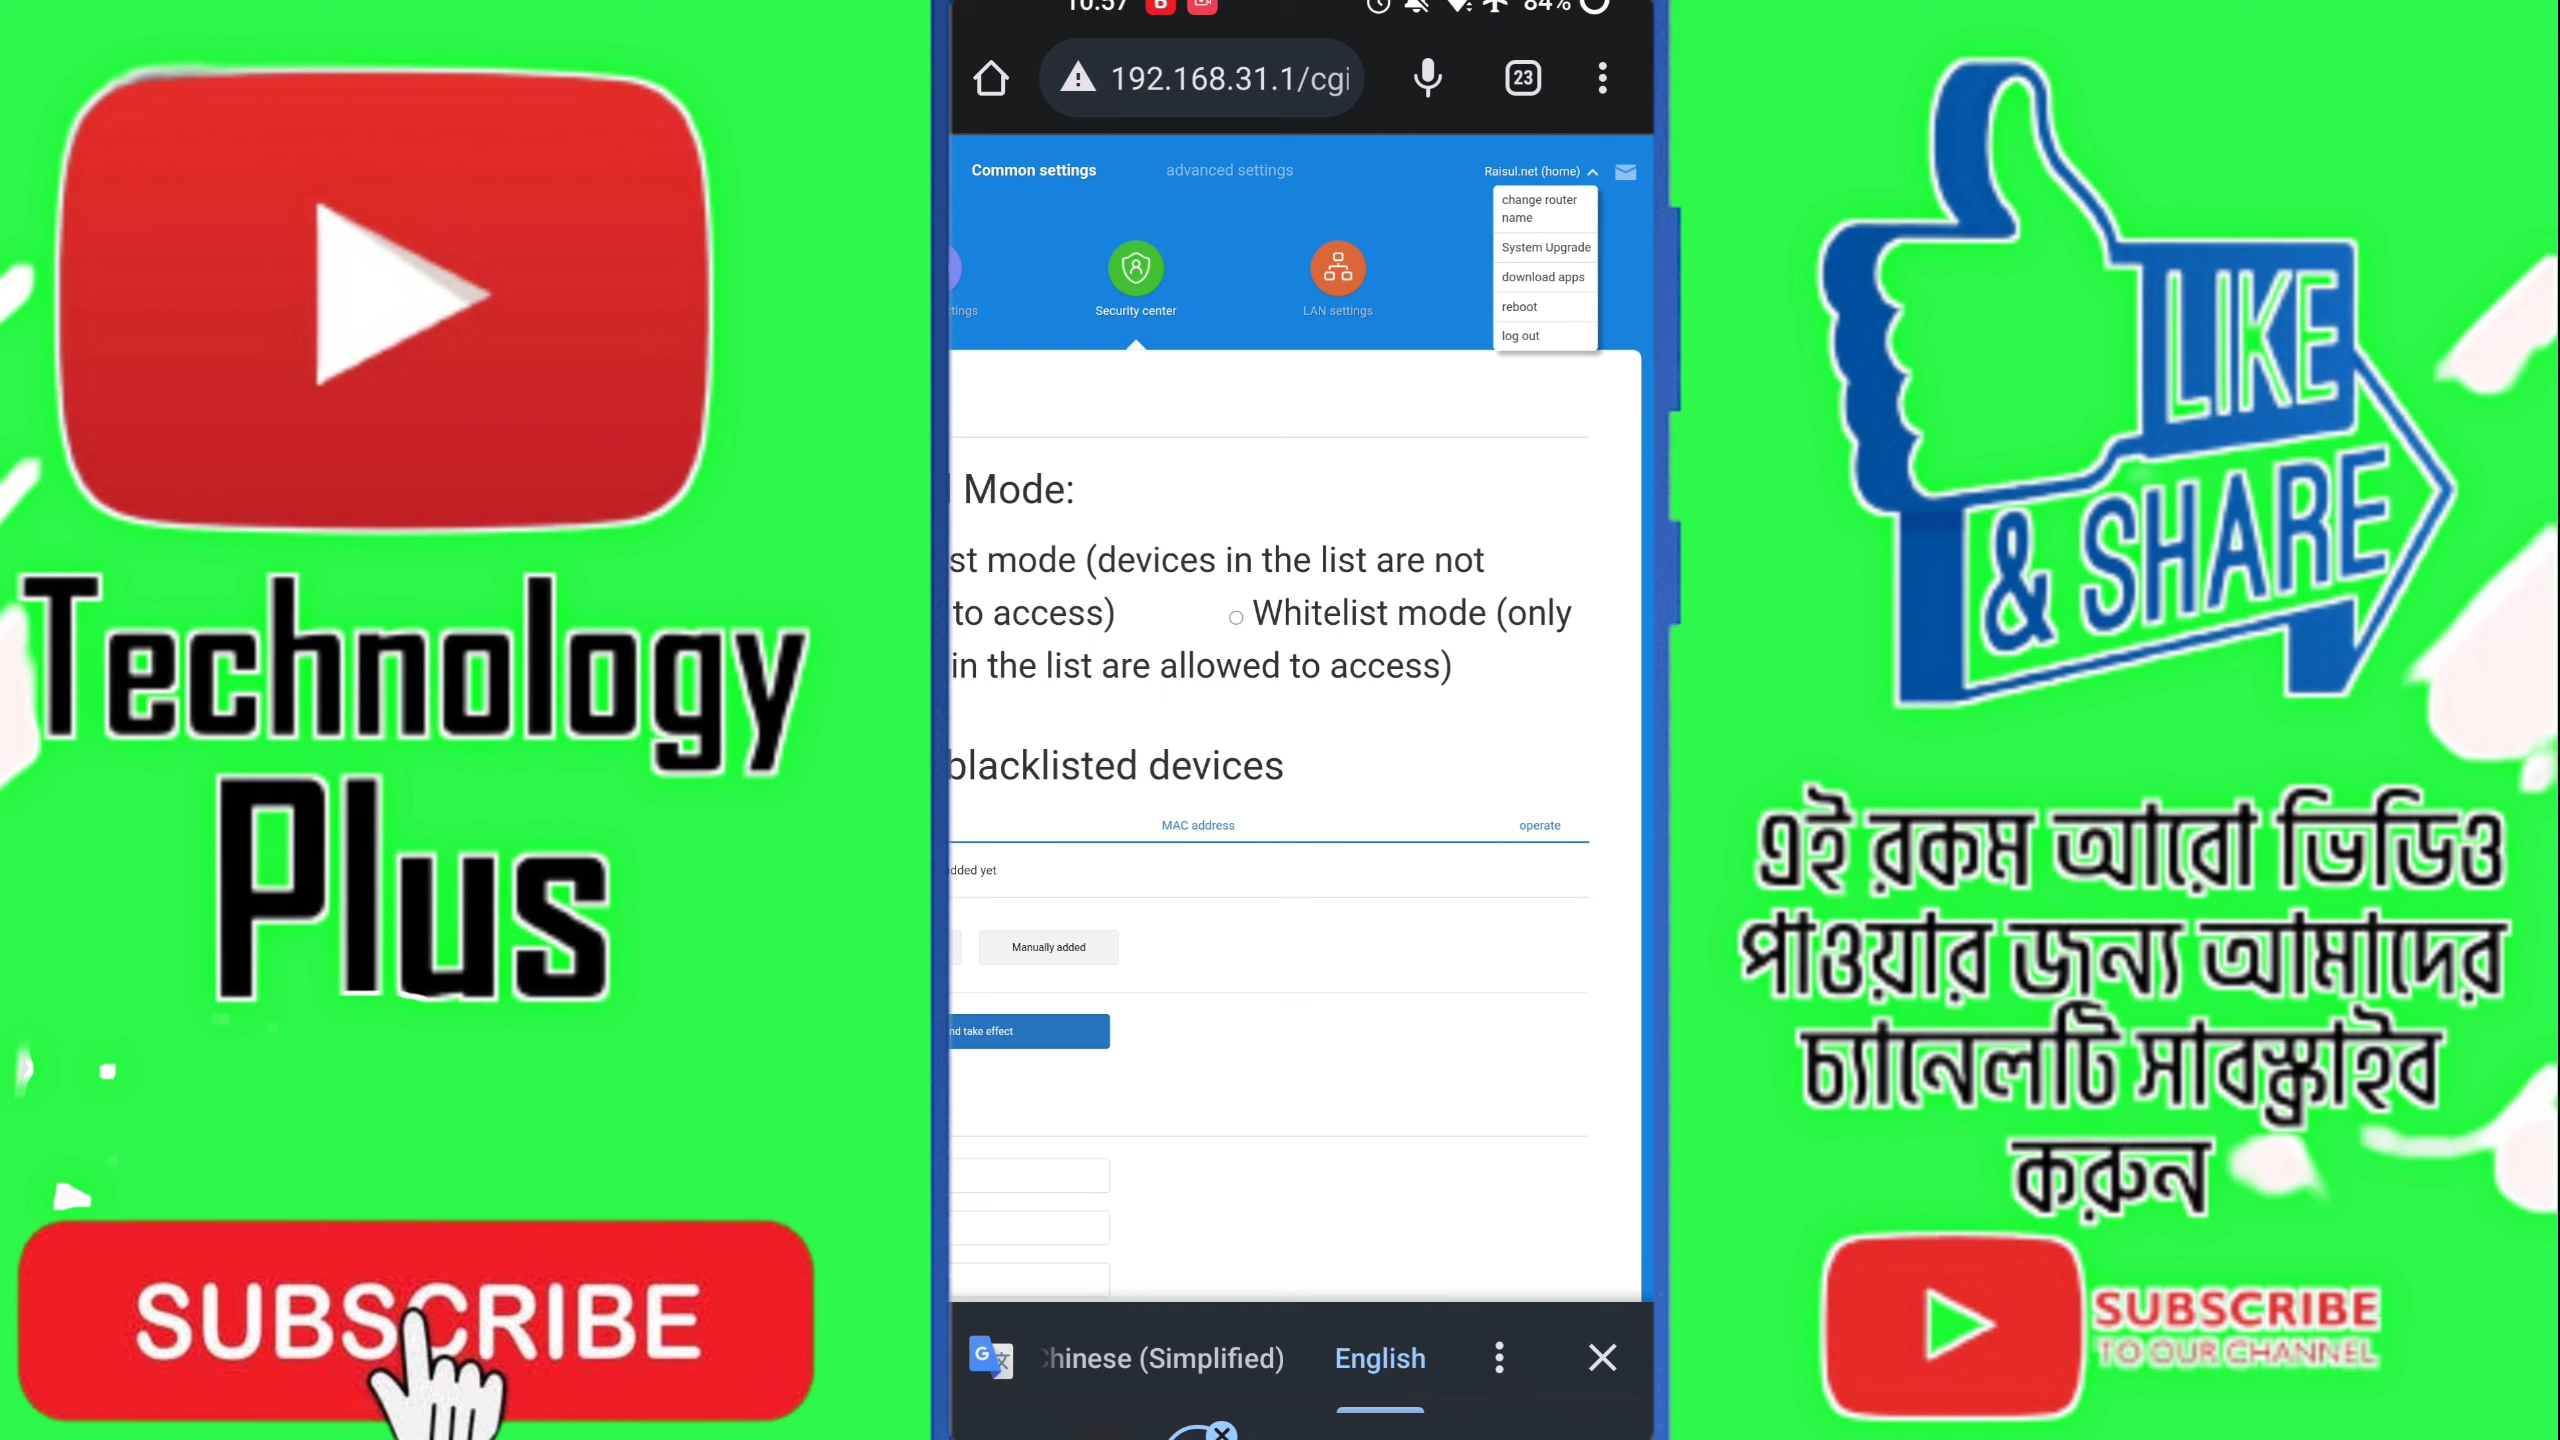 Technology
Plus
SUBSCRIBE
10:57
84%
192.168.31.1/cgi
23
Common settings
advanced settings
Raisul.net (home)
change router
name
System Upgrade
download apps
reboot
log out
Security center
LAN settings
Mode:
st mode (devices in the list are not
to access)
Whitelist mode (only
in the list are allowed to access)
blacklisted devices
MAC address
operate
dded yet
Manually added
nd take effect
hinese (Simplified)
English
LIKE
& SHARE
এই রকম আরো ভিডিও
পাওয়ার জন্য আমাদের
চ্যানেলটি সাবস্ক্রাইব
করুন
SUBSCRIBE
TO OUR CHANNEL